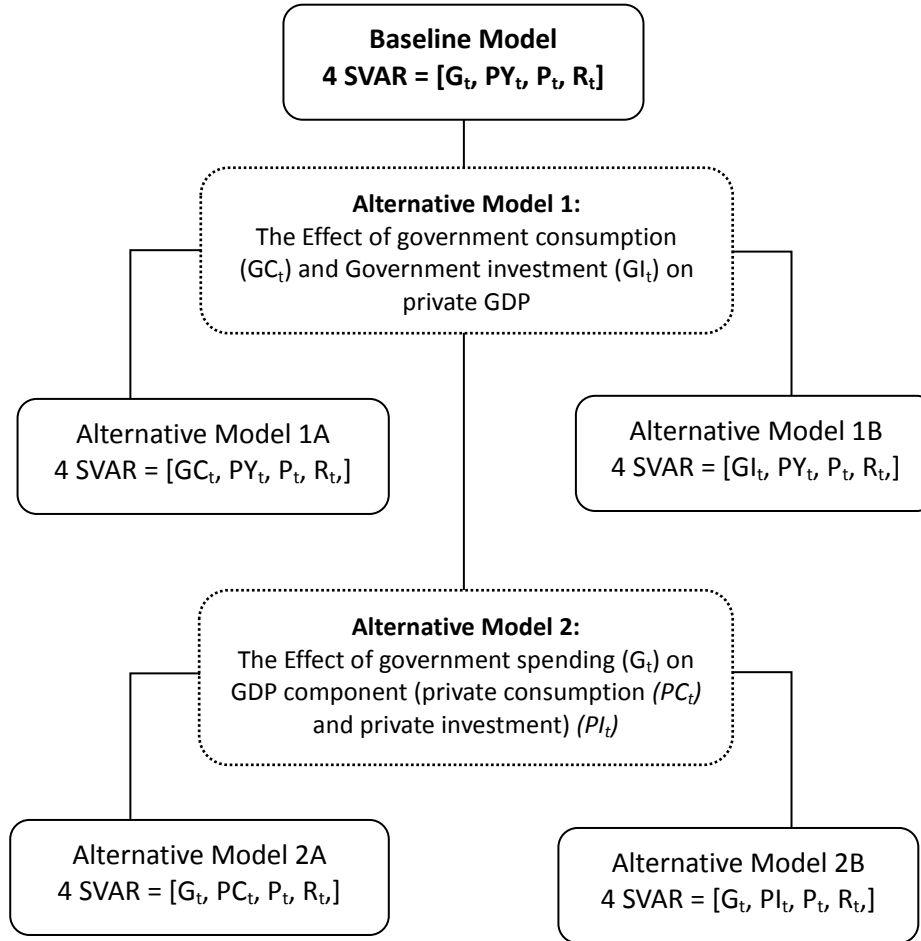 Baseline Model
4 SVAR = [Gₜ, PYₜ, Pₜ, Rₜ]
Alternative Model 1:
The Effect of government consumption
(GCₜ) and Government investment (GIₜ) on
private GDP
Alternative Model 1A
4 SVAR = [GCₜ, PYₜ, Pₜ, Rₜ,]
Alternative Model 1B
4 SVAR = [GIₜ, PYₜ, Pₜ, Rₜ,]
Alternative Model 2:
The Effect of government spending (Gₜ) on
GDP component (private consumption (PCₜ)
and private investment) (PIₜ)
Alternative Model 2A
4 SVAR = [Gₜ, PCₜ, Pₜ, Rₜ,]
Alternative Model 2B
4 SVAR = [Gₜ, PIₜ, Pₜ, Rₜ,]